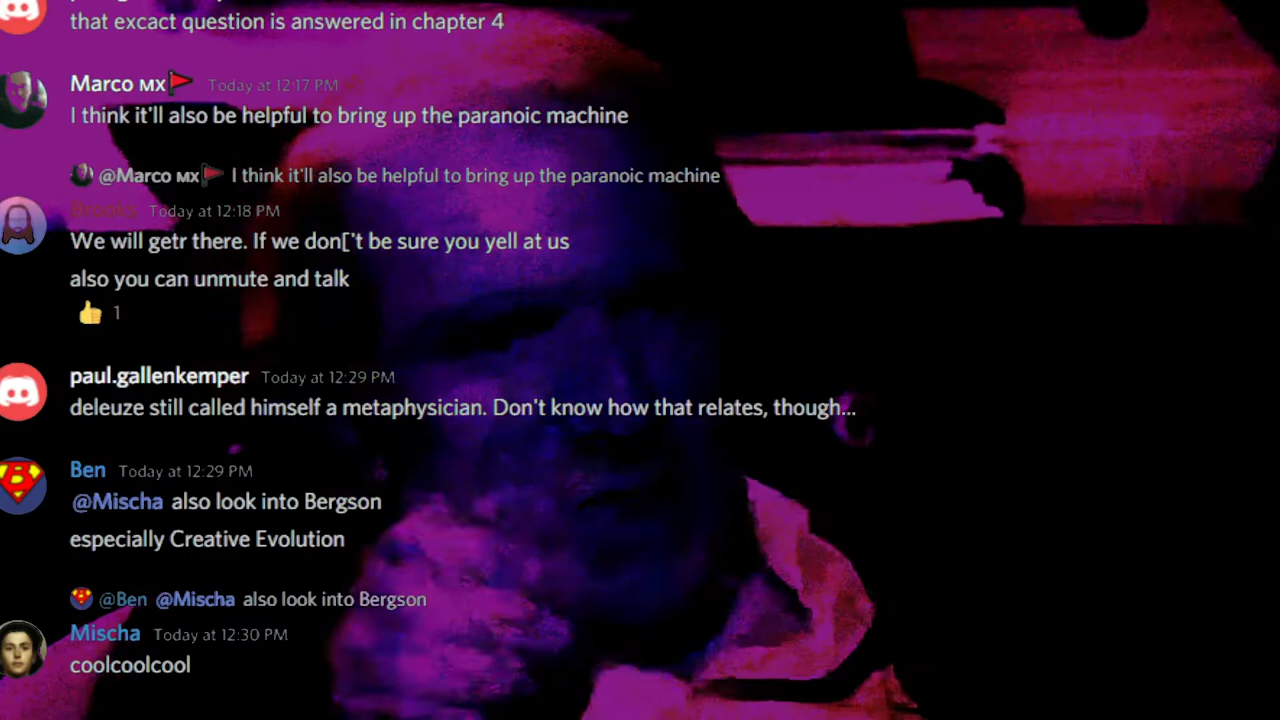 that excact question is answered in chapter 4
Marco MX Today at 12:17 PM
I think it'll also be helpful to bring up the paranoic machine
@Marco MX I think it'll also be helpful to bring up the paranoic machine
Brooks Today at 12:18 PM
We will getr there. If we don['t be sure you yell at us
also you can unmute and talk
👍 1
paul.gallenkemper Today at 12:29 PM
deleuze still called himself a metaphysician. Don't know how that relates, though...
Ben Today at 12:29 PM
@Mischa also look into Bergson
especially Creative Evolution
@Ben @Mischa also look into Bergson
Mischa Today at 12:30 PM
coolcoolcool